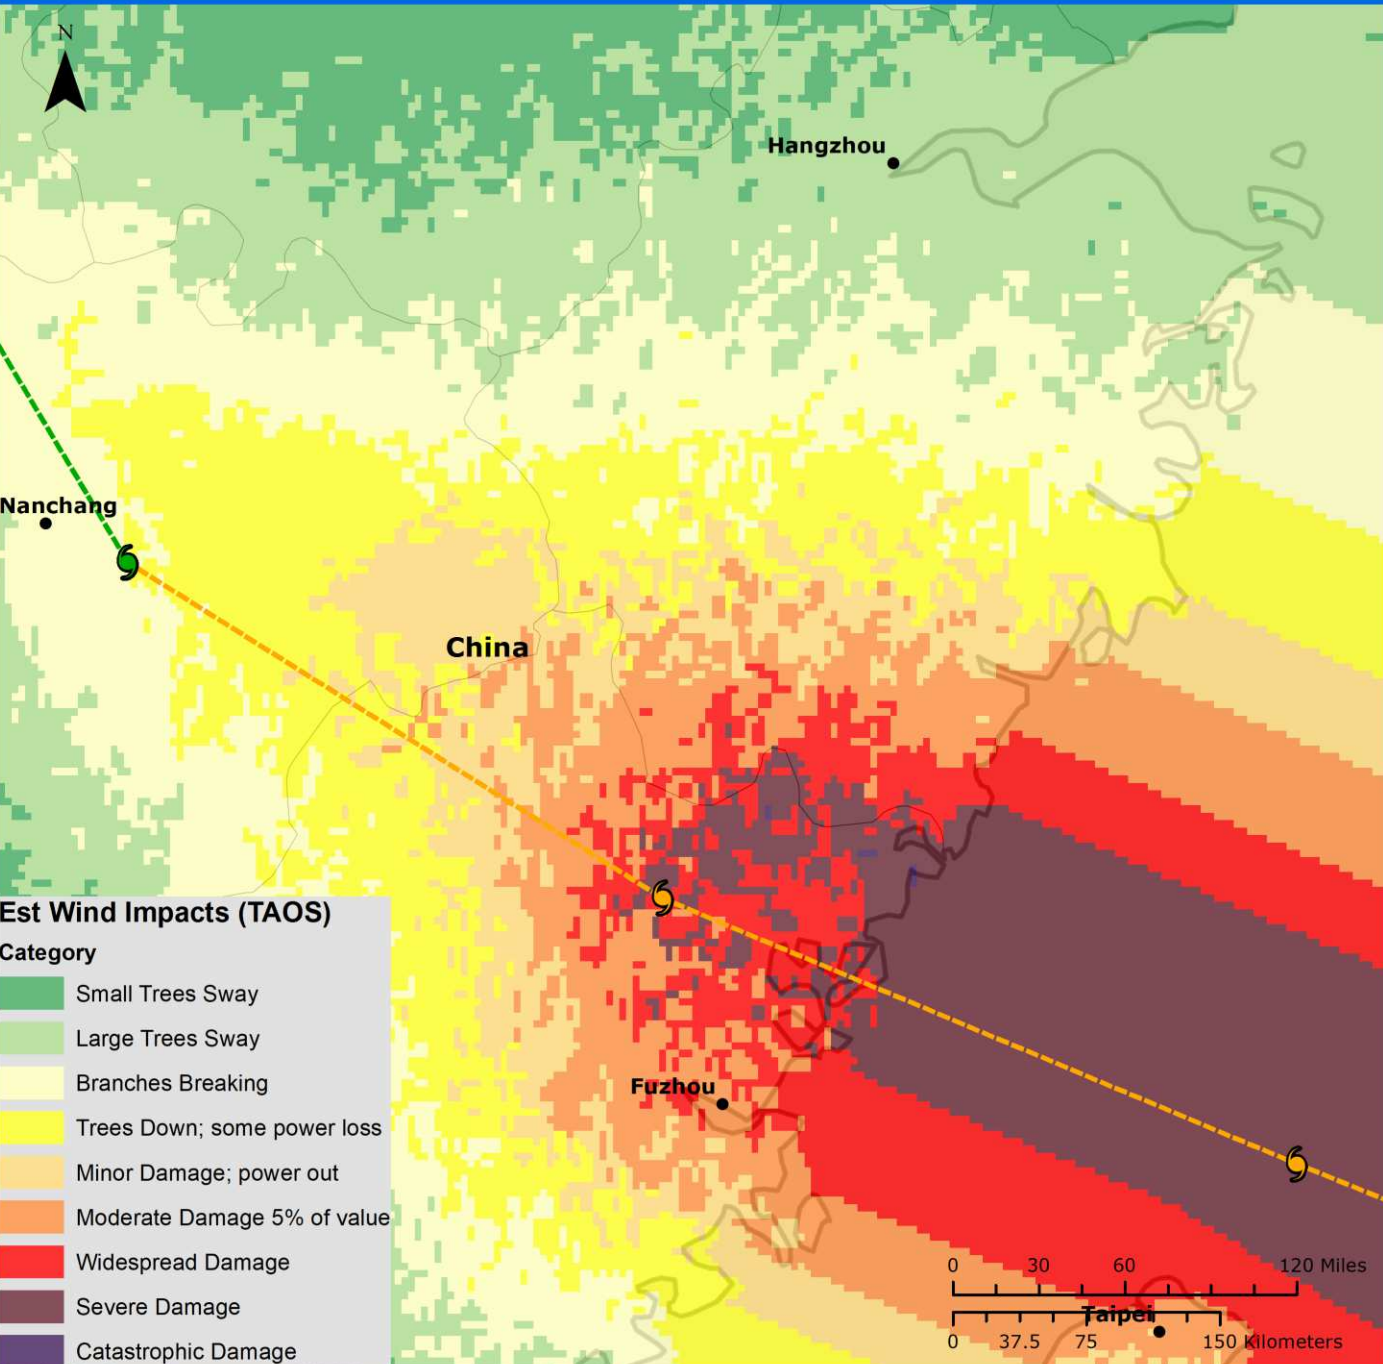 N
Hangzhou
Nanchang
China
Est Wind Impacts (TAOS)
Category
Small Trees Sway
Large Trees Sway
Branches Breaking
Trees Down; some power loss
Minor Damage; power out
Moderate Damage 5% of value
Widespread Damage
Severe Damage
Catastrophic Damage
Fuzhou
0 30 60 120 Miles
Taipei
0 37.5 75 150 Kilometers